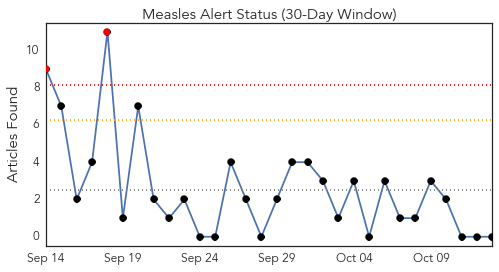 Measles Alert Status (30-Day Window)
Articles Found
10
8
6
4
2
0
Sep 14 Sep 19 Sep 24 Sep 29 Oct 04 Oct 09